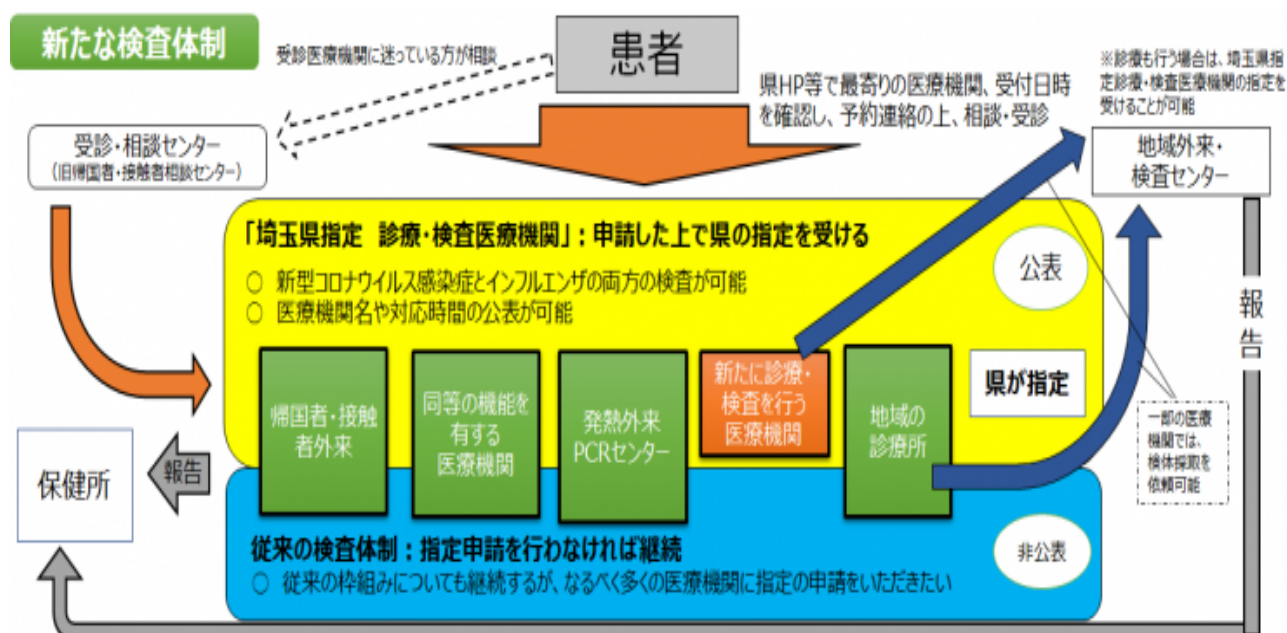 新たな検査体制
受診医療機関に迷っている方が相談
患者
県HP等で最寄りの医療機関、受付日時
を確認し、予約連絡の上、相談・受診
※診療も行う場合は、埼玉県指
定診療・検査医療機関の指定を
受けることが可能
受診・相談センター
(旧帰国者・接触者相談センター)
地域外来・
検査センター
「埼玉県指定 診療・検査医療機関」：申請した上で県の指定を受ける
○ 新型コロナウイルス感染症とインフルエンザの両方の検査が可能
○ 医療機関名や対応時間の公表が可能
公表
報告
帰国者・接触
者外来
同等の機能を
有する
医療機関
発熱外来
PCRセンター
新たに診療・
検査を行う
医療機関
地域の
診療所
県が指定
一部の医療
機関では、
検体採取を
依頼可能
保健所
報告
従来の検査体制：指定申請を行わなければ継続
○ 従来の枠組みについても継続するが、なるべく多くの医療機関に指定の申請をいただきたい
非公表